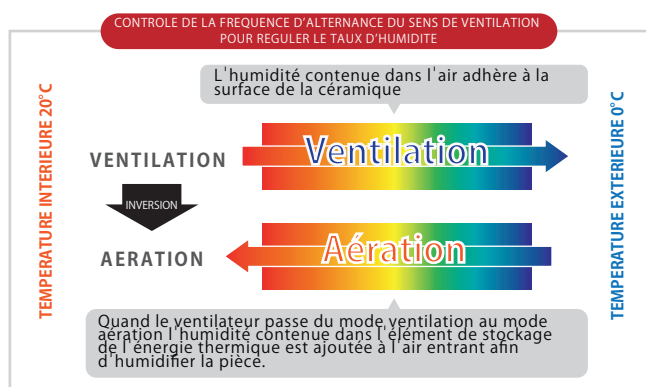 CONTROLE DE LA FREQUENCE D'ALTERNANCE DU SENS DE VENTILATION
POUR REGULER LE TAUX D'HUMIDITE
L'humidité contenue dans l'air adhère à la
surface de la céramique
TEMPERATURE INTERIEURE 20°C
TEMPERATURE EXTERIEURE 0°C
VENTILATION
Ventilation
INVERSION
AERATION
Aération
Quand le ventilateur passe du mode ventilation au mode
aération l'humidité contenue dans l'élément de stockage
de l'énergie thermique est ajoutée à l'air entrant afin
d'humidifier la pièce.